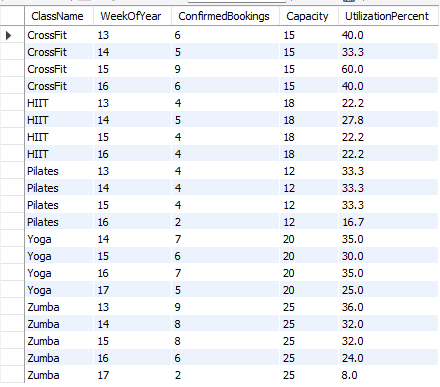 ClassName WeekOfYear ConfirmedBookings Capacity UtilizationPercent
CrossFit 13 6 15 40.0
CrossFit 14 5 15 33.3
CrossFit 15 9 15 60.0
CrossFit 16 6 15 40.0
HIIT 13 4 18 22.2
HIIT 14 5 18 27.8
HIIT 15 4 18 22.2
HIIT 16 4 18 22.2
Pilates 13 4 12 33.3
Pilates 14 4 12 33.3
Pilates 15 4 12 33.3
Pilates 16 2 12 16.7
Yoga 14 7 20 35.0
Yoga 15 6 20 30.0
Yoga 16 7 20 35.0
Yoga 17 5 20 25.0
Zumba 13 9 25 36.0
Zumba 14 8 25 32.0
Zumba 15 8 25 32.0
Zumba 16 6 25 24.0
Zumba 17 2 25 8.0